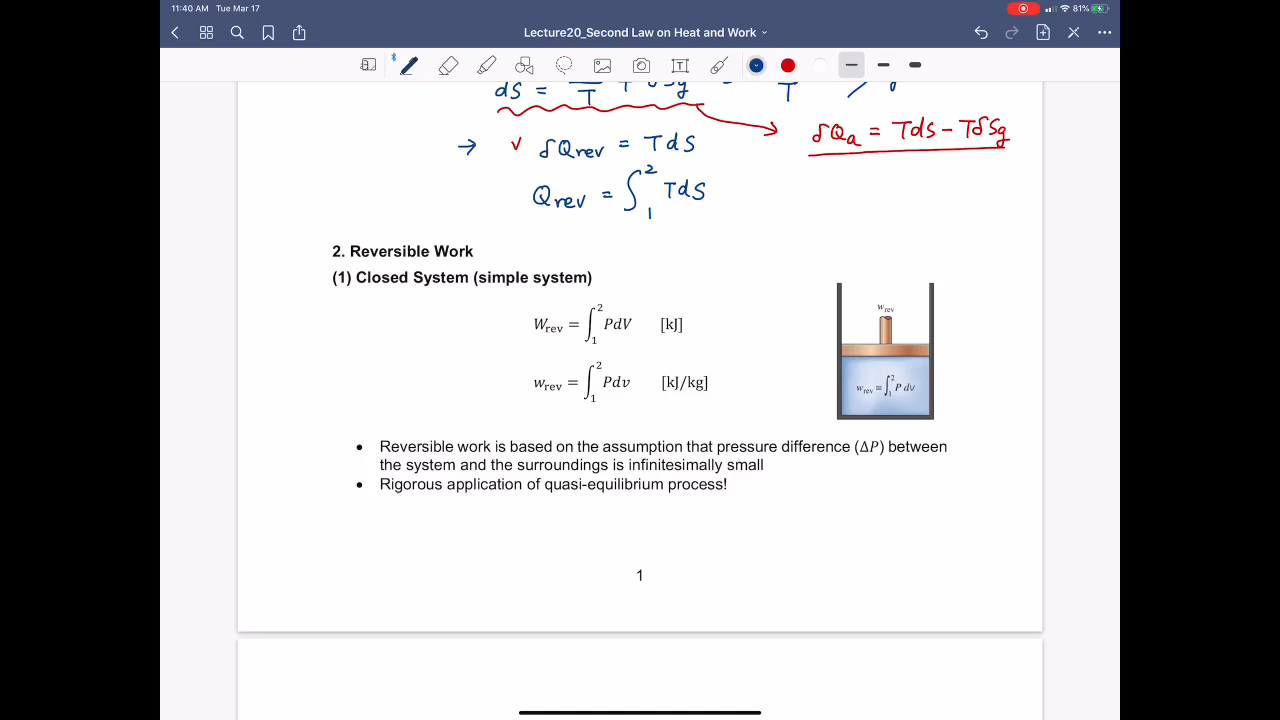 11:40 AM Tue Mar 17
81%
Lecture20_Second Law on Heat and Work
T
dS = T T
δQa = Tds - TδSg
→ √ δQrev = TdS
Qrev = ∫₁² TdS
2. Reversible Work
(1) Closed System (simple system)
Wrev = ∫₁² PdV [kJ]
wrev = ∫₁² Pdv [kJ/kg]
wrev
wrev = ∫₁² P dv
• Reversible work is based on the assumption that pressure difference (ΔP) between
the system and the surroundings is infinitesimally small
• Rigorous application of quasi-equilibrium process!
1